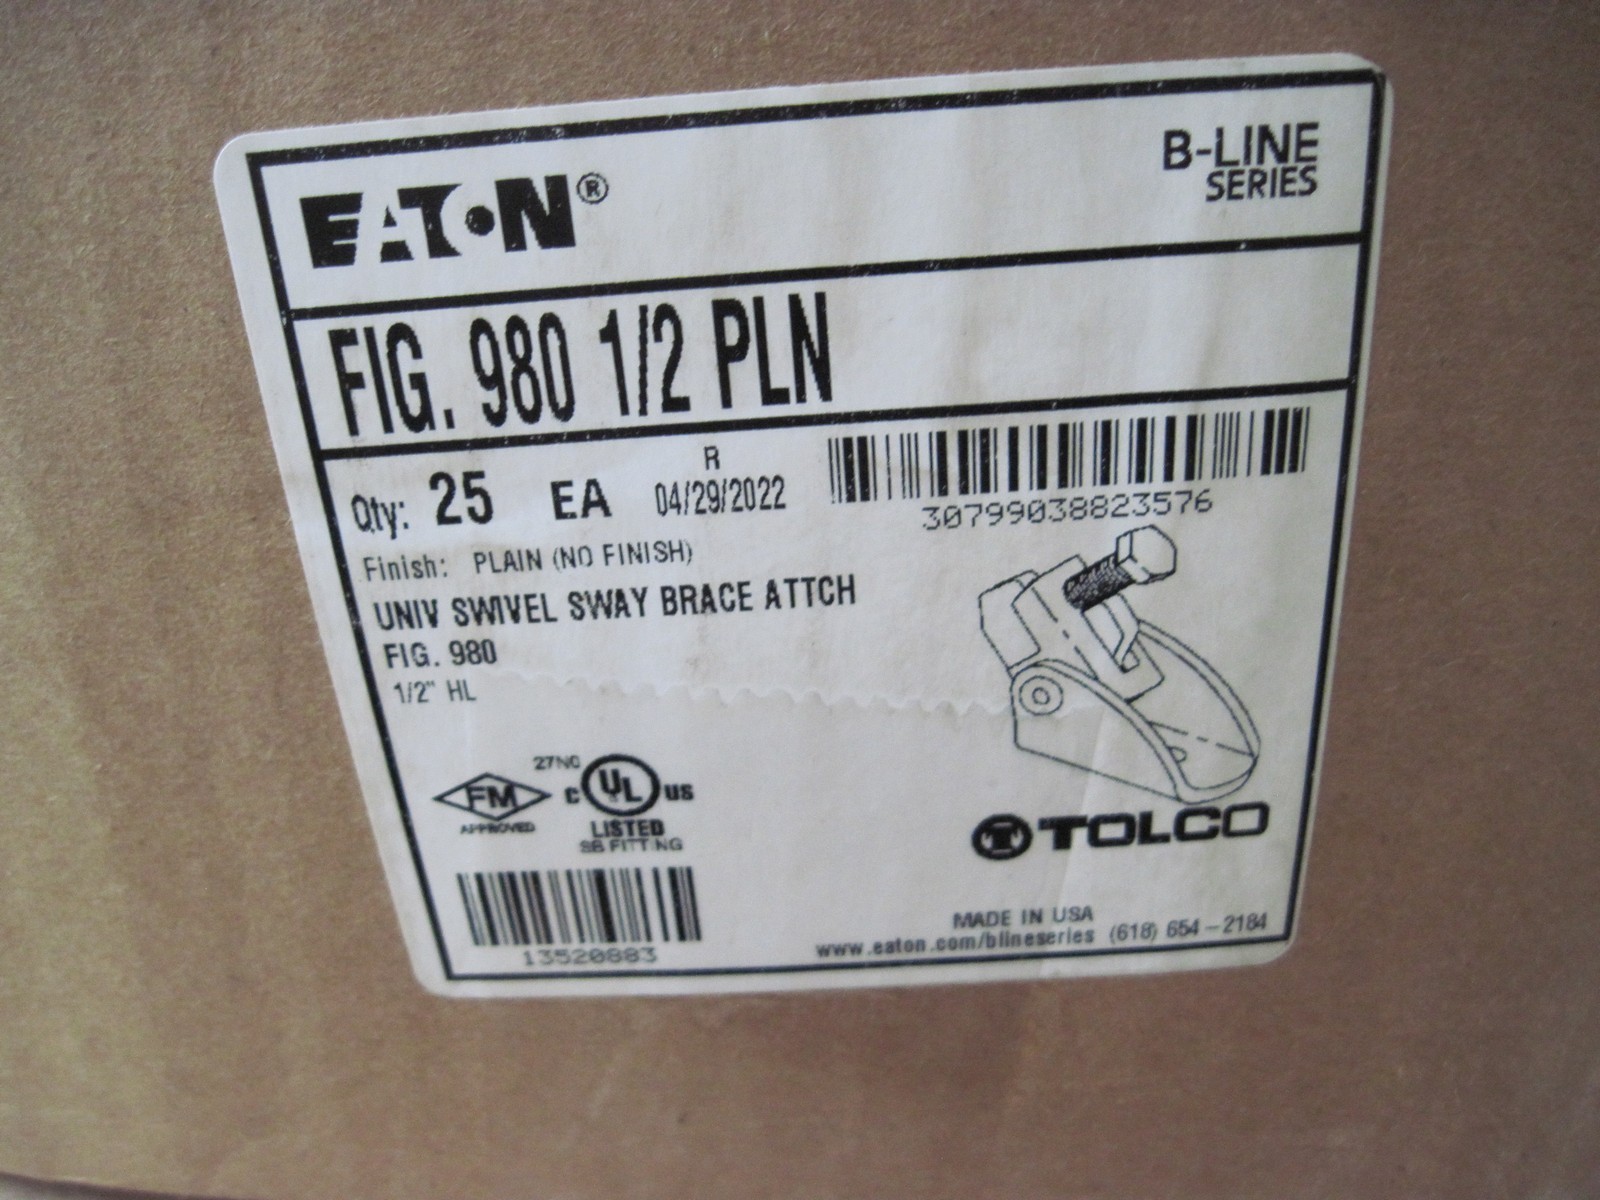 EATON®
B-LINE
SERIES
FIG. 980 1/2 PLN
Qty: 25 EA
R
04/29/2022
30799038823576
Finish: PLAIN (NO FINISH)
UNIV SWIVEL SWAY BRACE ATTCH
FIG. 980
1/2" HL
FM
APPROVED
27NC
C UL US
LISTED
SB FITTING
13520883
TOLCO
MADE IN USA
www.eaton.com/blineseries (618) 654-2184